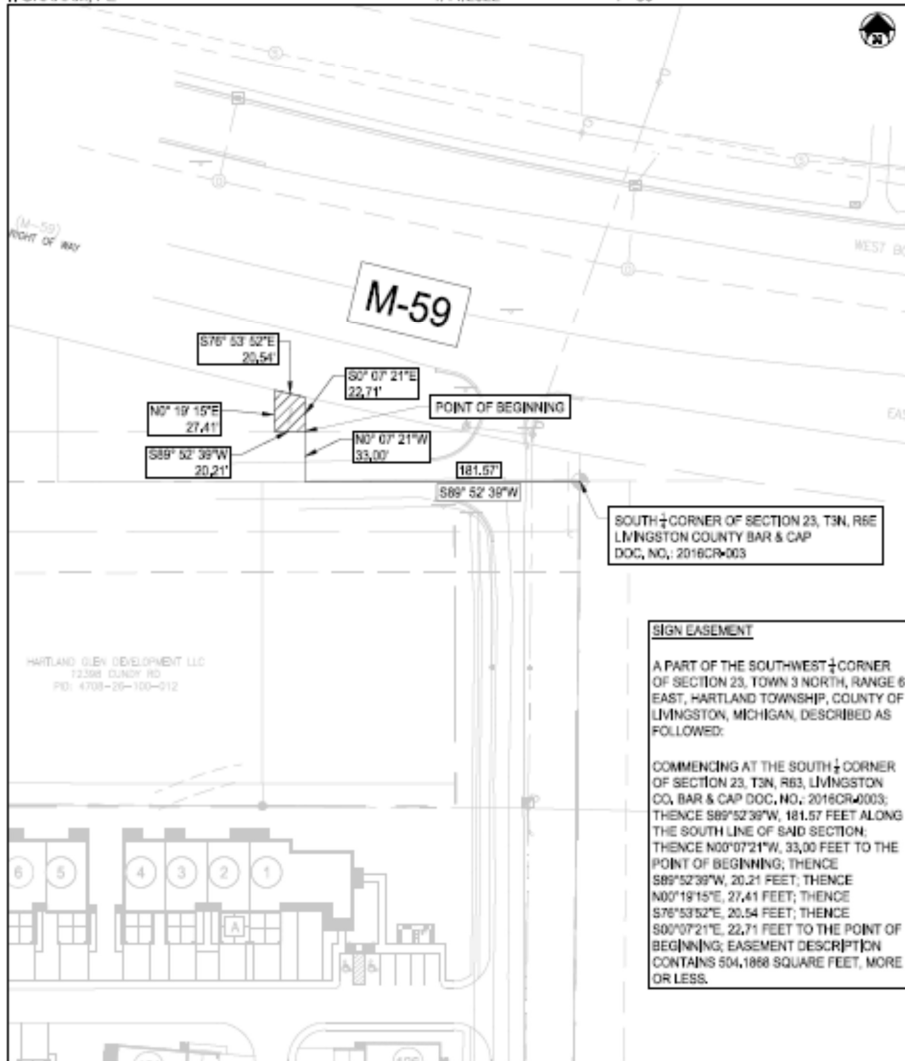 (M-59)
RIGHT OF WAY
M-59
S76° 53' 52"E
20.54'
S0° 07' 21"E
22.71'
POINT OF BEGINNING
N0° 19' 15"E
27.41'
N0° 07' 21"W
33.00'
S89° 52' 39"W
20.21'
181.57'
S89° 52' 39"W
WEST BO
EAS
SOUTH ¼ CORNER OF SECTION 23, T3N, R6E
LIVINGSTON COUNTY BAR & CAP
DOC. NO.: 2016CR-003
HARTLAND GLEN DEVELOPMENT LLC
12398 CUNDY RD
PID: 4708-26-100-012
SIGN EASEMENT
A PART OF THE SOUTHWEST ¼ CORNER
OF SECTION 23, TOWN 3 NORTH, RANGE 6
EAST, HARTLAND TOWNSHIP, COUNTY OF
LIVINGSTON, MICHIGAN, DESCRIBED AS
FOLLOWED:
COMMENCING AT THE SOUTH ¼ CORNER
OF SECTION 23, T3N, R63, LIVINGSTON
CO. BAR & CAP DOC. NO.: 2016CR-0003;
THENCE S89°52'39"W, 181.57 FEET ALONG
THE SOUTH LINE OF SAID SECTION;
THENCE N00°07'21"W, 33.00 FEET TO THE
POINT OF BEGINNING; THENCE
S89°52'39"W, 20.21 FEET; THENCE
N00°19'15"E, 27.41 FEET; THENCE
S76°53'52"E, 20.54 FEET; THENCE
S00°07'21"E, 22.71 FEET TO THE POINT OF
BEGINNING; EASEMENT DESCRIPTION
CONTAINS 504.1868 SQUARE FEET, MORE
OR LESS.
6 5 4 3 2 1
A